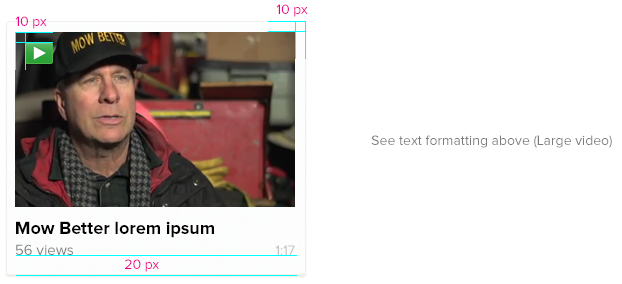 10 px
10 px
MOW BETTER
See text formatting above (Large video)
Mow Better lorem ipsum
56 views
1:17
20 px